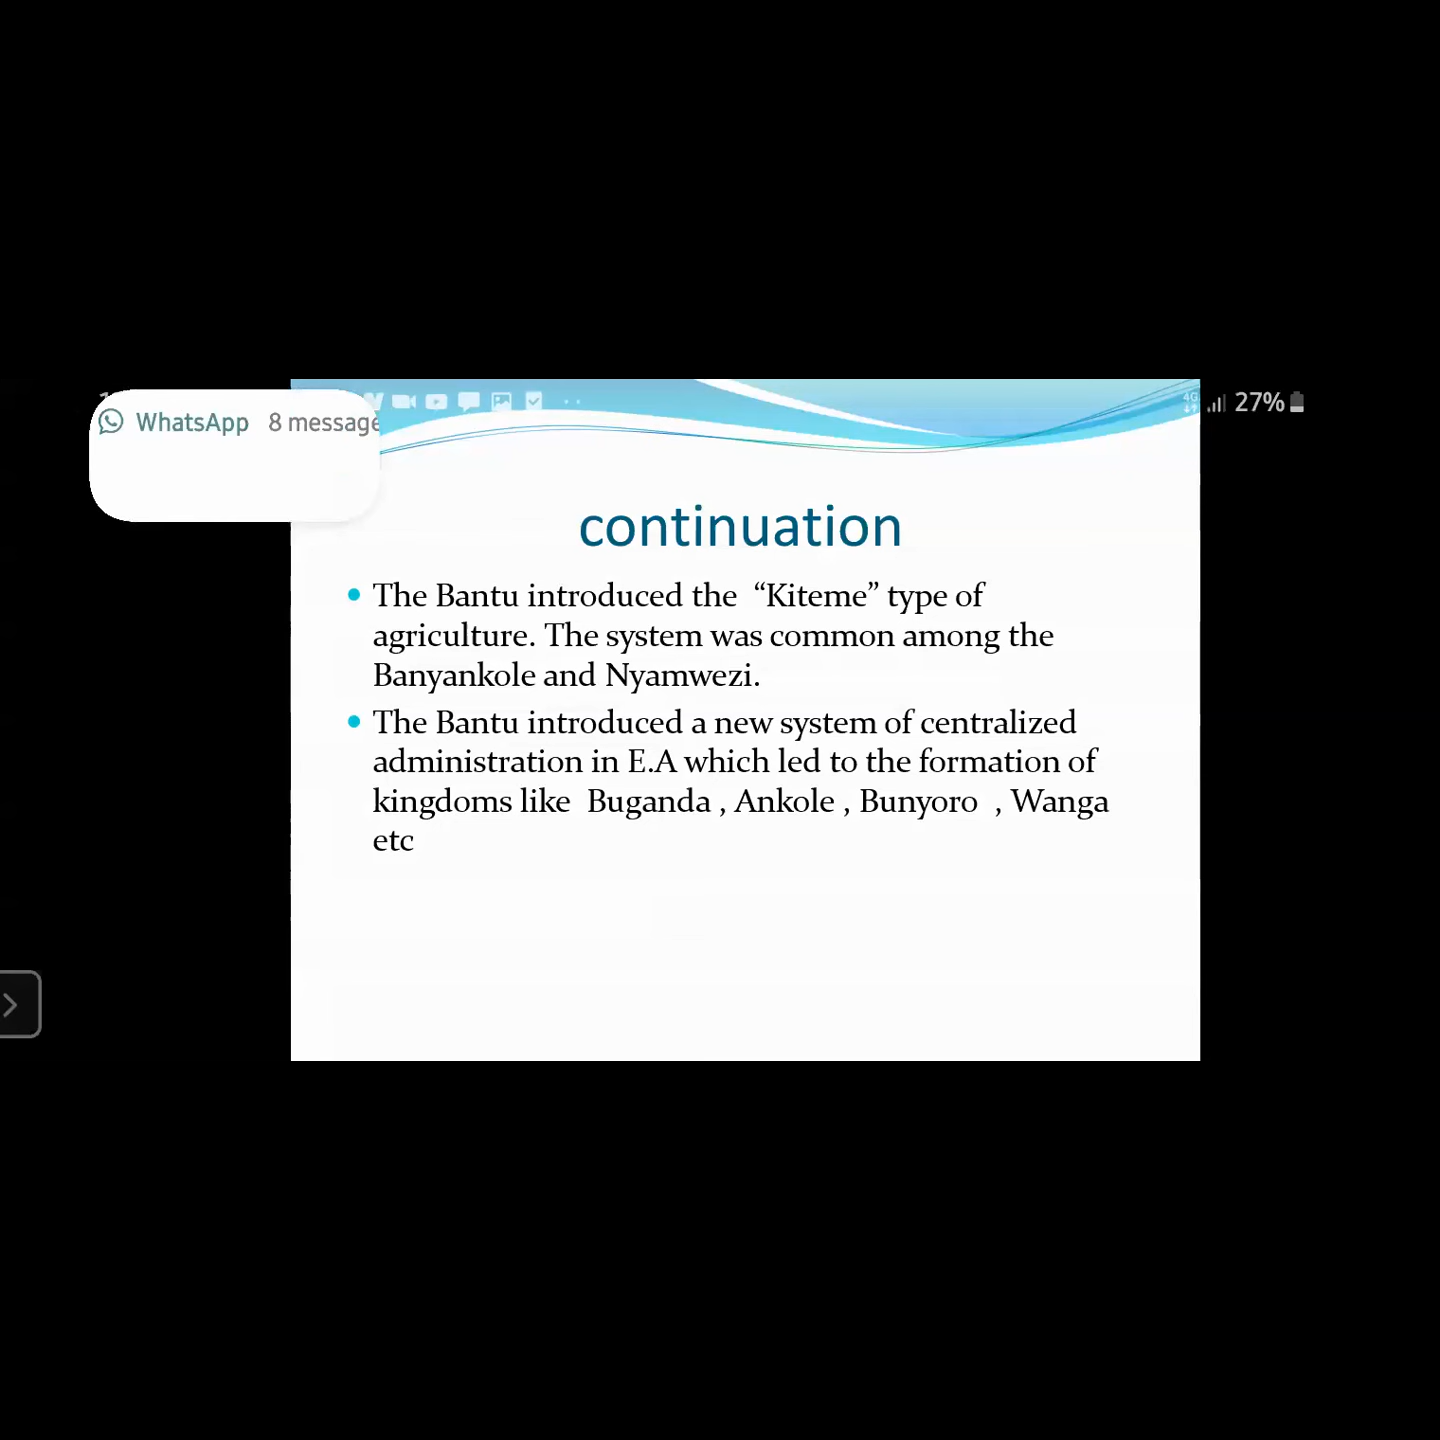 WhatsApp 8 message
4G
27%
continuation
• The Bantu introduced the “Kiteme” type of
agriculture. The system was common among the
Banyankole and Nyamwezi.
• The Bantu introduced a new system of centralized
administration in E.A which led to the formation of
kingdoms like Buganda , Ankole , Bunyoro , Wanga
etc